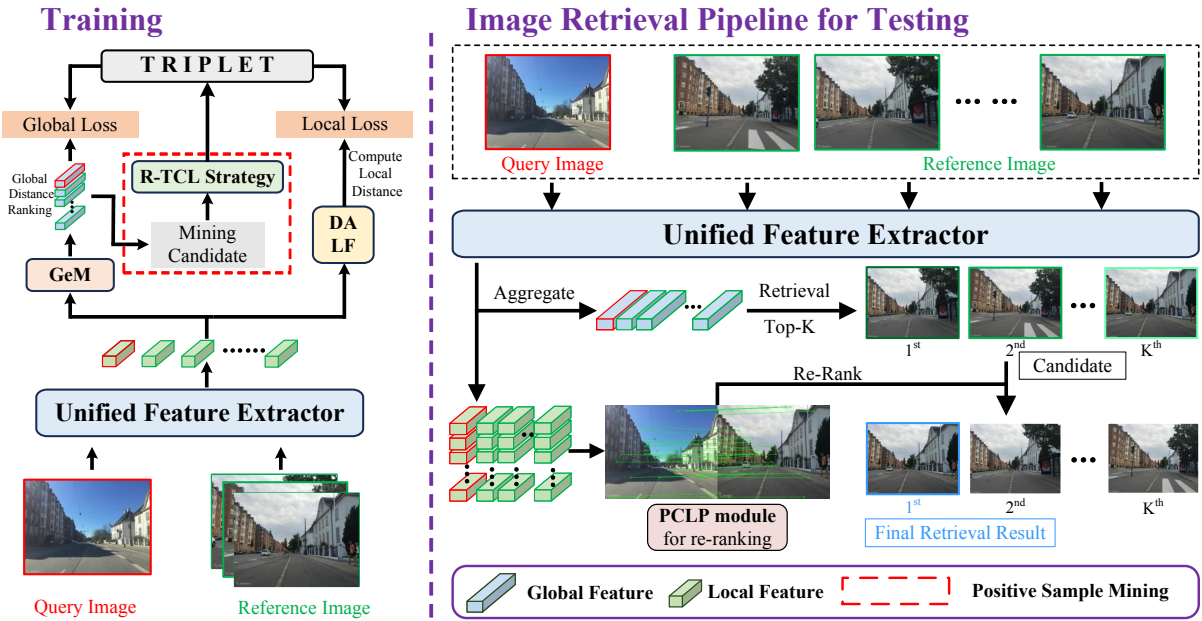 Training
TRIPLET
Global Loss
Local Loss
Global
Distance
Ranking
R-TCL Strategy
Compute
Local
Distance
Mining
Candidate
DA
LF
GeM
Unified Feature Extractor
Query Image
Reference Image
Image Retrieval Pipeline for Testing
Query Image
Reference Image
Unified Feature Extractor
Aggregate
Retrieval
Top-K
1st
2nd
Kth
Candidate
Re-Rank
PCLP module
for re-ranking
1st
2nd
Kth
Final Retrieval Result
Global Feature
Local Feature
Positive Sample Mining